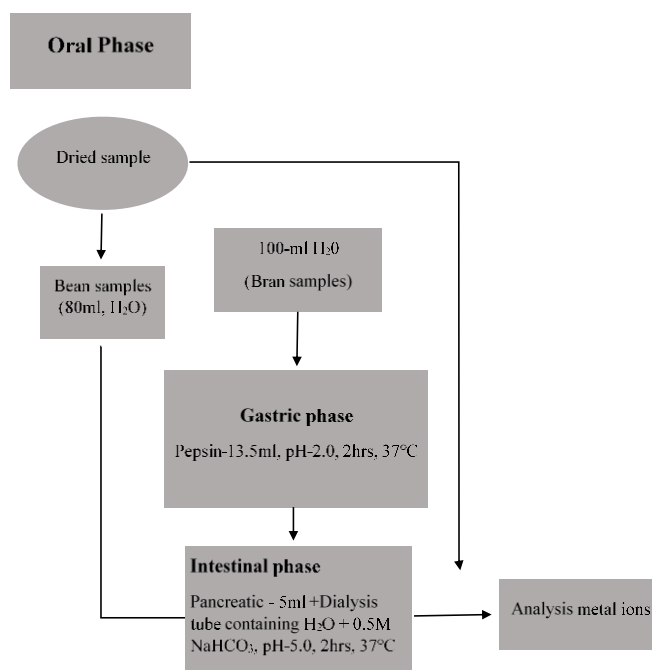 Oral Phase
Dried sample
100-ml H₂0
(Bran samples)
Bean samples
(80ml, H₂O)
Gastric phase
Pepsin-13.5ml, pH-2.0, 2hrs, 37°C
Intestinal phase
Pancreatic - 5ml +Dialysis
tube containing H₂O + 0.5M
NaHCO₃, pH-5.0, 2hrs, 37°C
Analysis metal ions